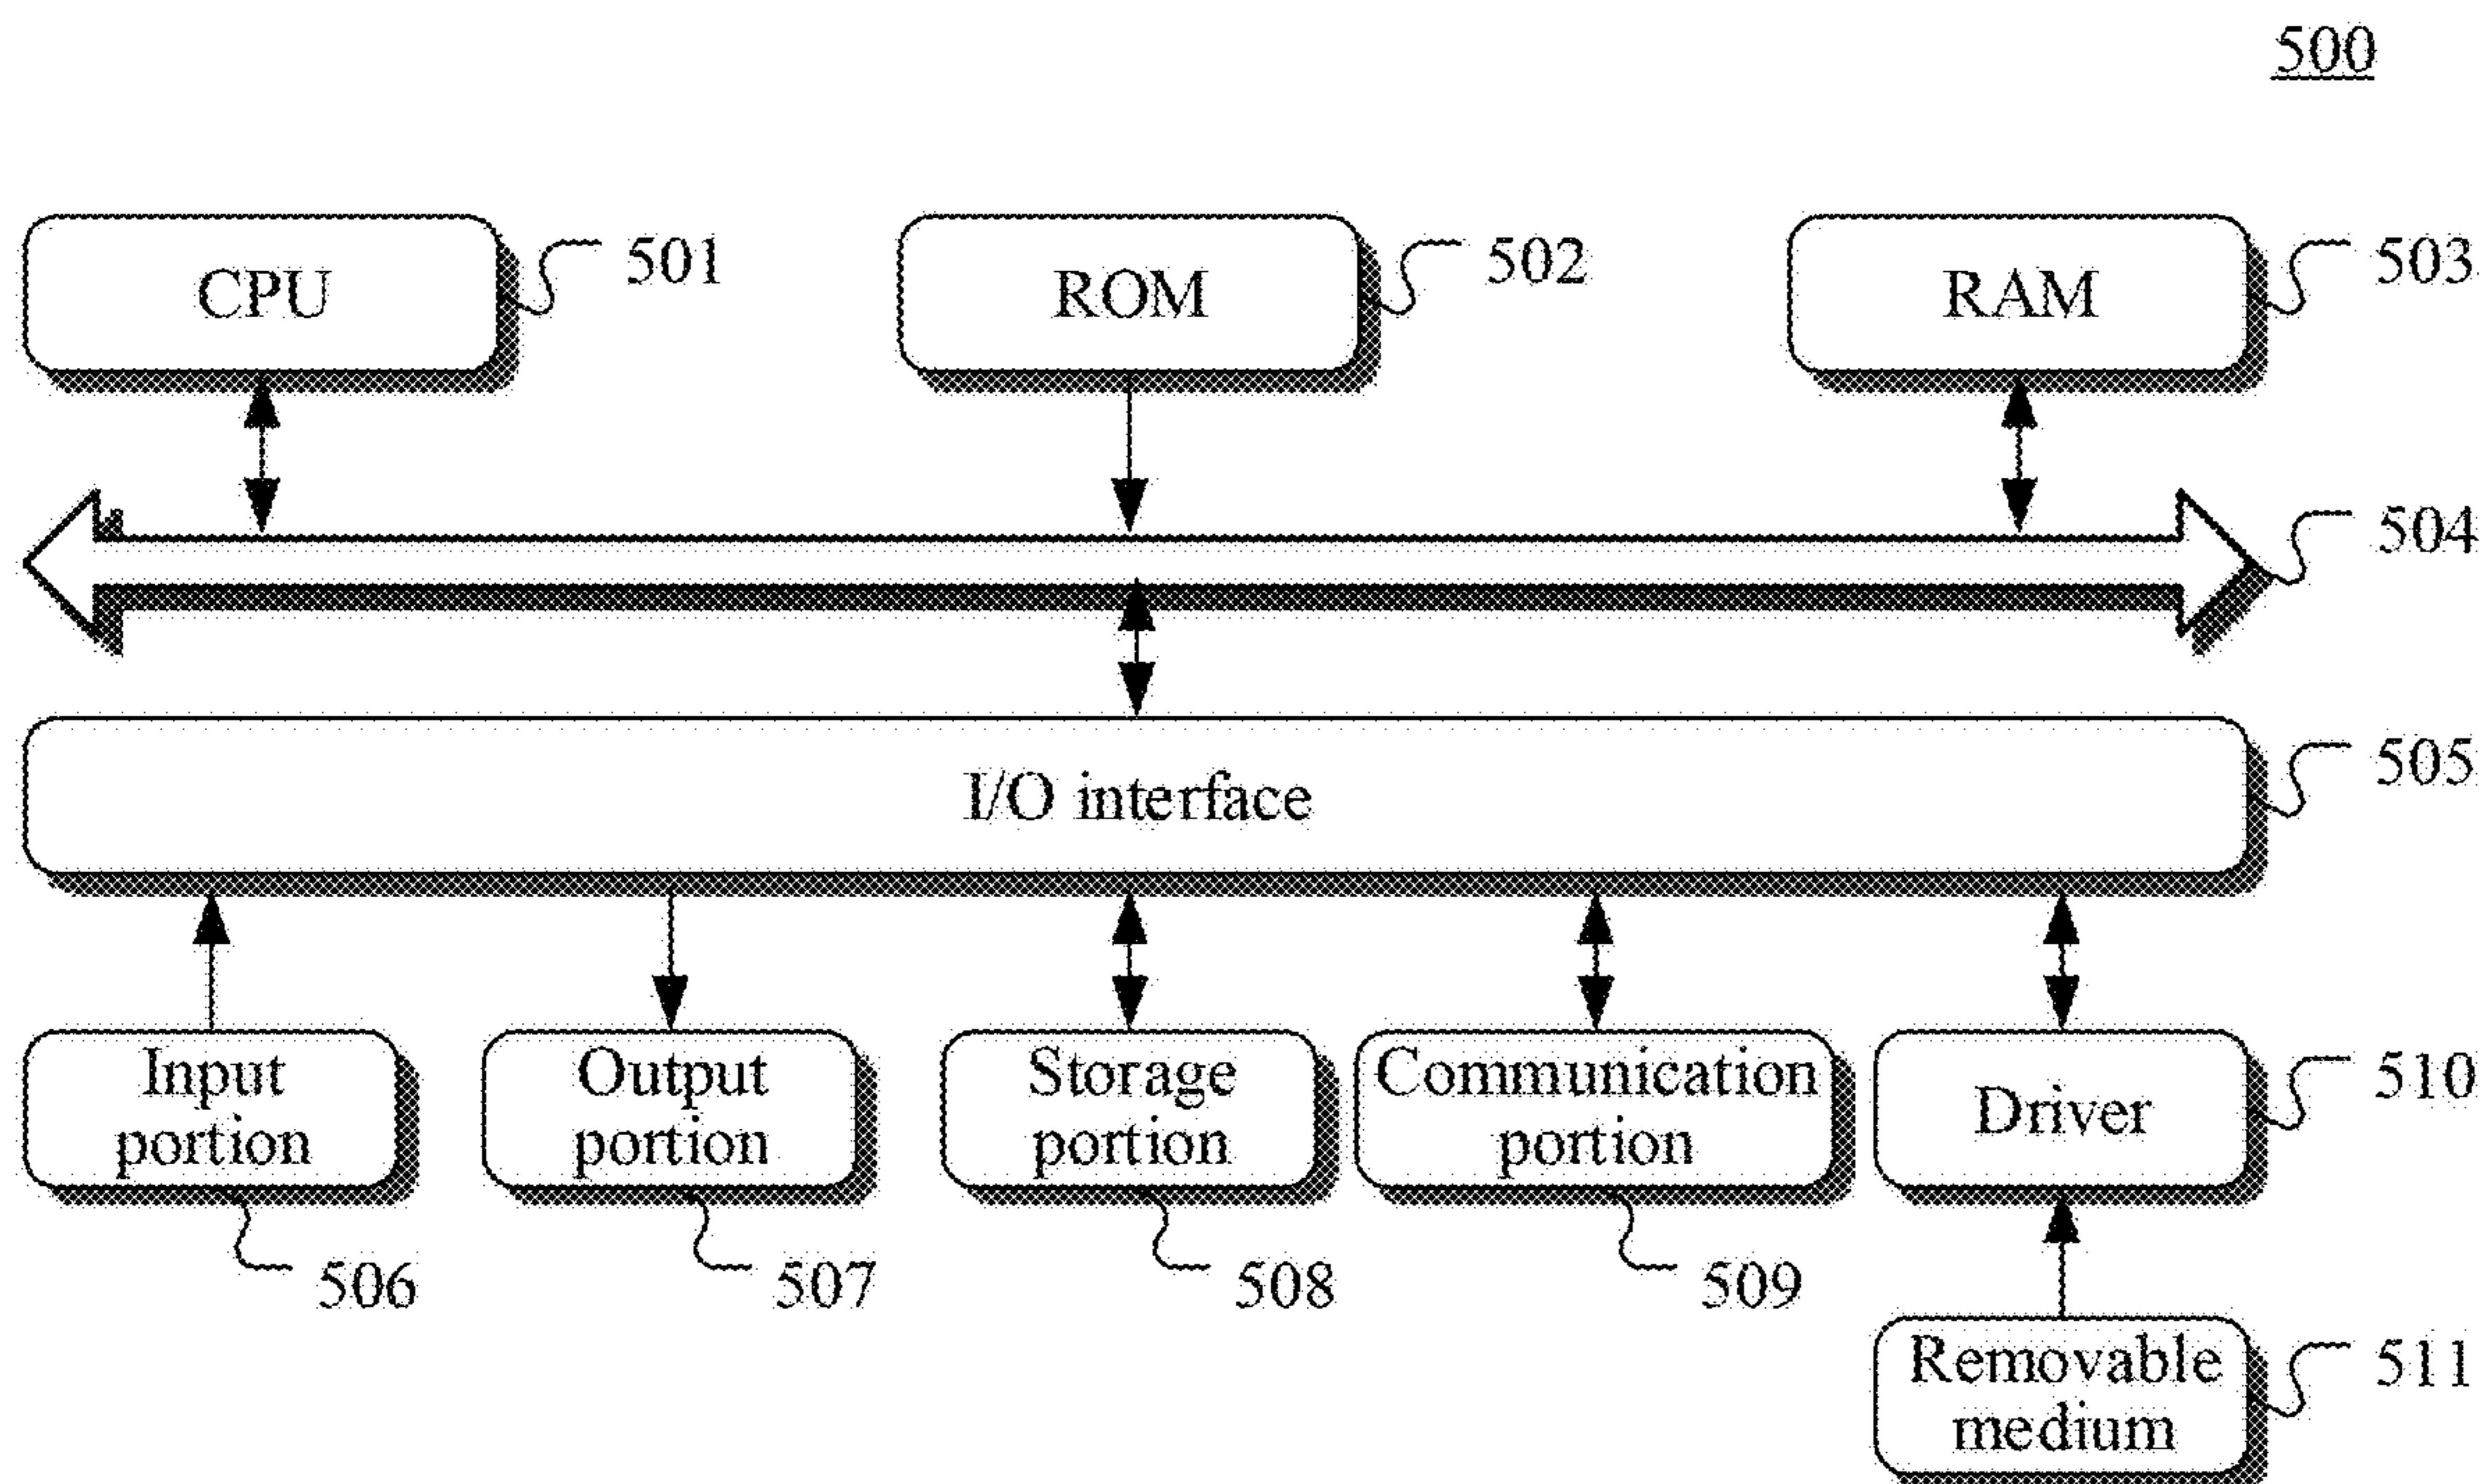 500
CPU
501
ROM
502
RAM
503
504
I/O interface
505
Input
portion
506
Output
portion
507
Storage
portion
508
Communication
portion
509
Driver
510
Removable
medium
511